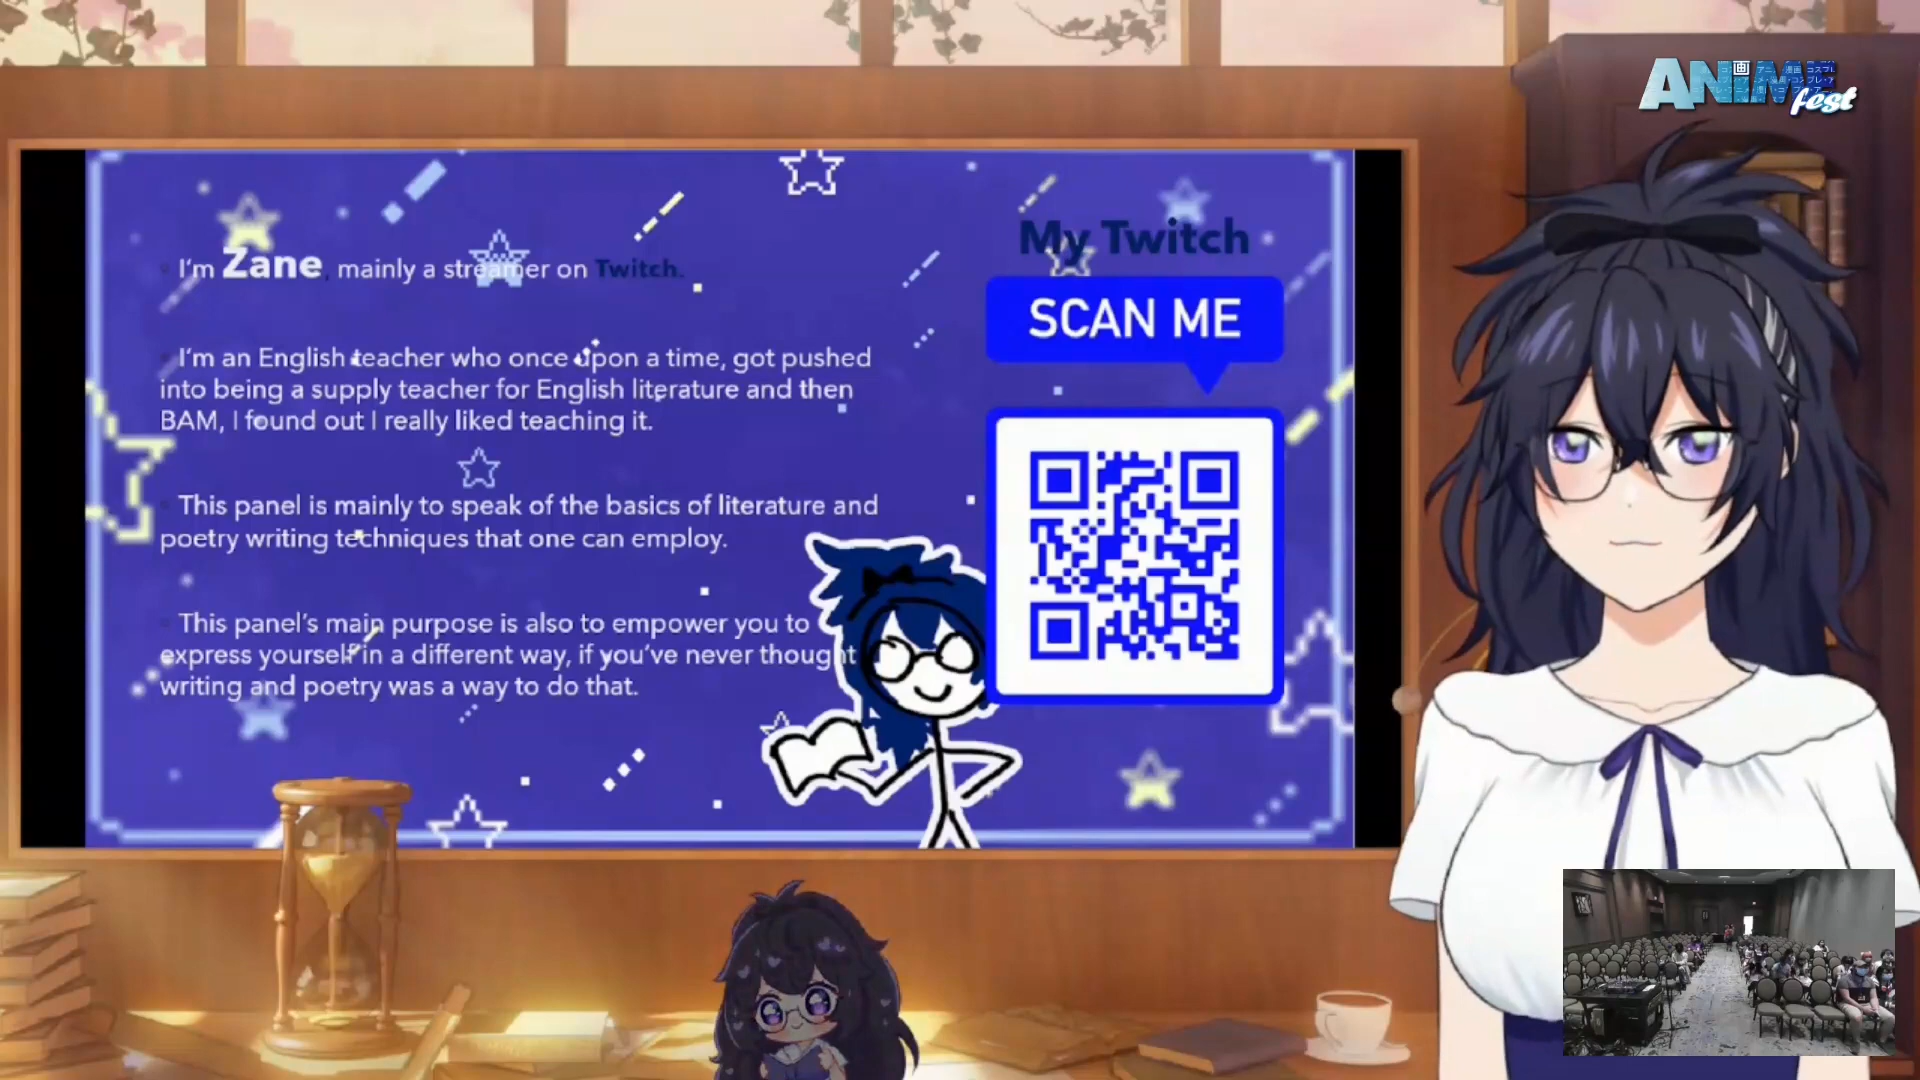 ANIME
fest
I'm Zane, mainly a streamer on Twitch.
I'm an English teacher who once upon a time, got pushed
into being a supply teacher for English literature and then
BAM, I found out I really liked teaching it.
This panel is mainly to speak of the basics of literature and
poetry writing techniques that one can employ.
This panel's main purpose is also to empower you to
express yourself in a different way, if you've never thought
writing and poetry was a way to do that.
My Twitch
SCAN ME